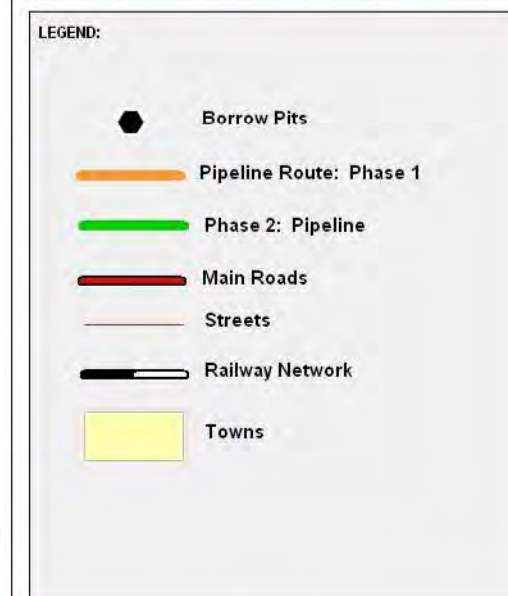 LEGEND:
Borrow Pits
Pipeline Route: Phase 1
Phase 2: Pipeline
Main Roads
Streets
Railway Network
Towns